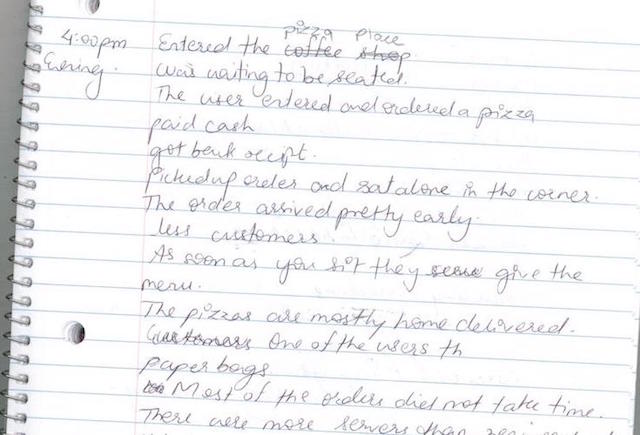 pizza place
4:00pm Entered the coffee shop
Evening. was waiting to be seated.
The user entered and ordered a pizza
paid cash
got back receipt.
Picked up order and sat alone in the corner.
The order arrived pretty early.
less customers.
As soon as you sit they serve give the
menu.
The pizzas are mostly home delivered.
Customers One of the users th
paper bags
Most of the orders did not take time.
There were more servers than